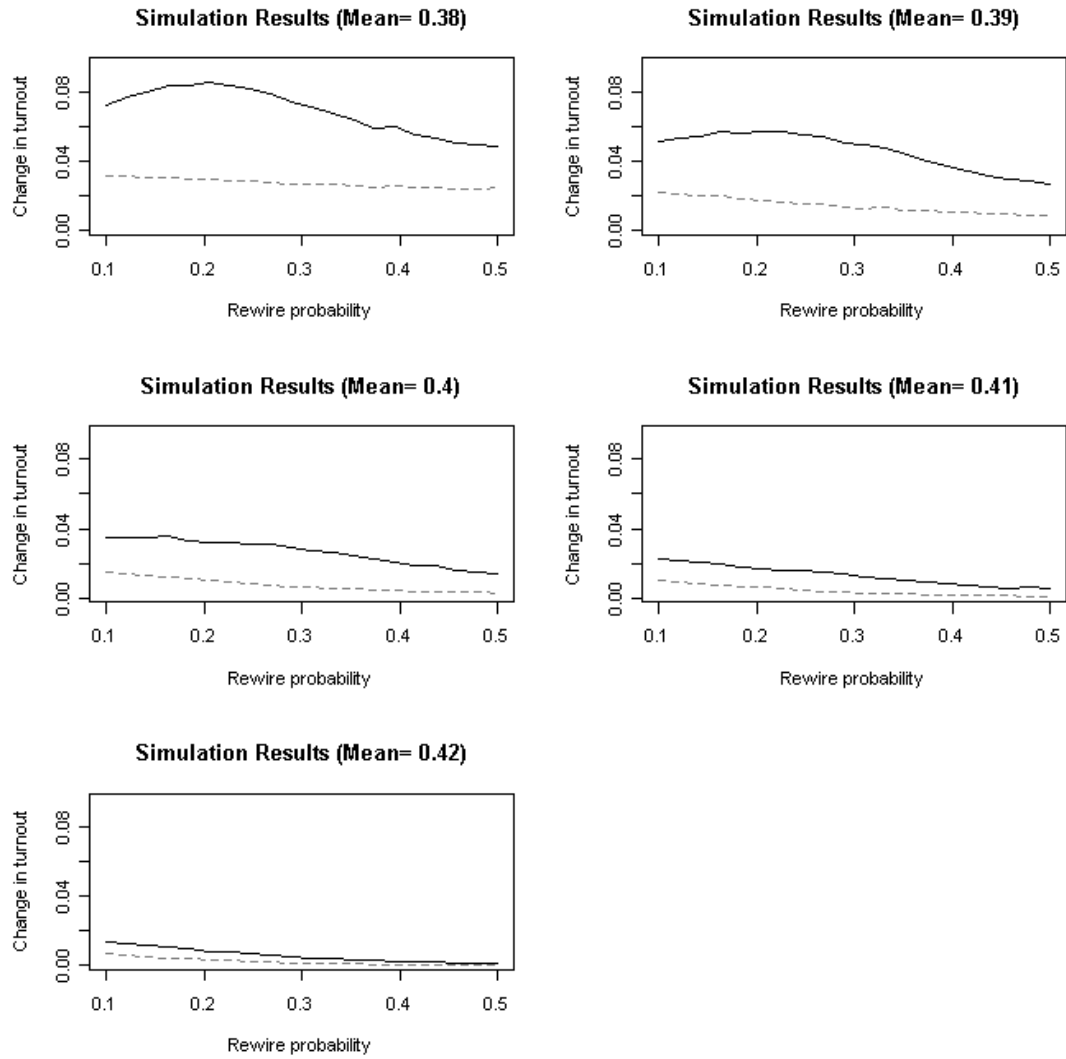 Simulation Results (Mean= 0.38)
Change in turnout
0.00 0.04 0.08
0.1 0.2 0.3 0.4 0.5
Rewire probability
Simulation Results (Mean= 0.39)
Change in turnout
0.00 0.04 0.08
0.1 0.2 0.3 0.4 0.5
Rewire probability
Simulation Results (Mean= 0.4)
Change in turnout
0.00 0.04 0.08
0.1 0.2 0.3 0.4 0.5
Rewire probability
Simulation Results (Mean= 0.41)
Change in turnout
0.00 0.04 0.08
0.1 0.2 0.3 0.4 0.5
Rewire probability
Simulation Results (Mean= 0.42)
Change in turnout
0.00 0.04 0.08
0.1 0.2 0.3 0.4 0.5
Rewire probability